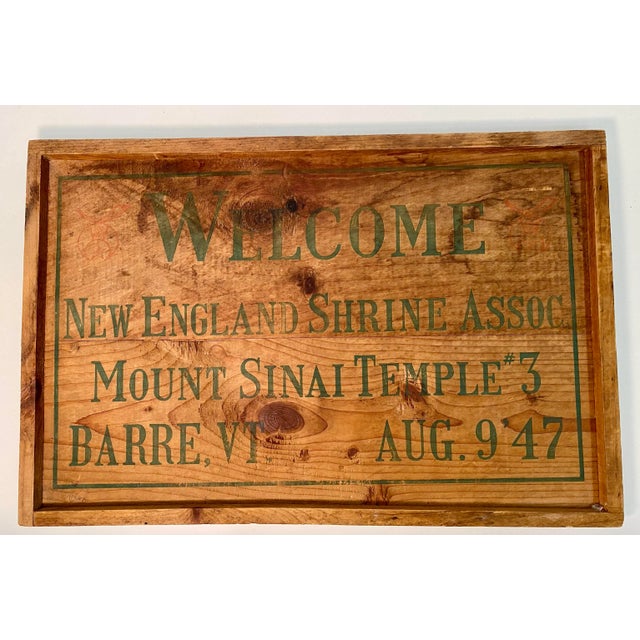 WELCOME
NEW ENGLAND SHRINE ASSOC.
MOUNT SINAI TEMPLE #3
BARRE, VT. AUG. 9 '47